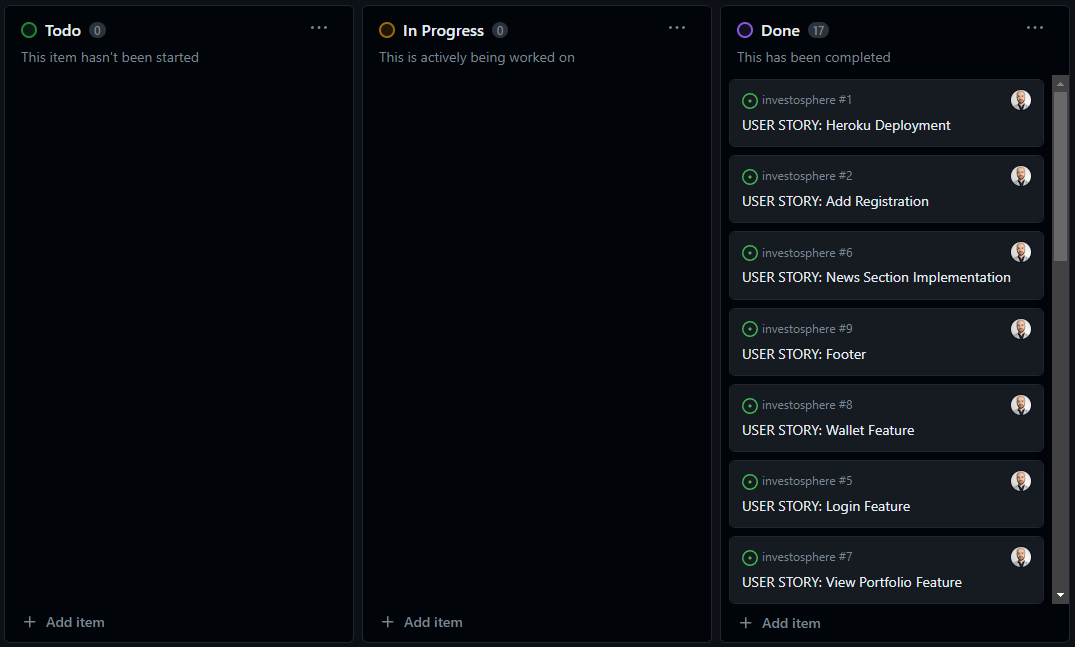 Todo 0
This item hasn't been started
Add item
In Progress 0
This is actively being worked on
Add item
Done 17
This has been completed
investosphere #1
USER STORY: Heroku Deployment
investosphere #2
USER STORY: Add Registration
investosphere #6
USER STORY: News Section Implementation
investosphere #9
USER STORY: Footer
investosphere #8
USER STORY: Wallet Feature
investosphere #5
USER STORY: Login Feature
investosphere #7
USER STORY: View Portfolio Feature
Add item